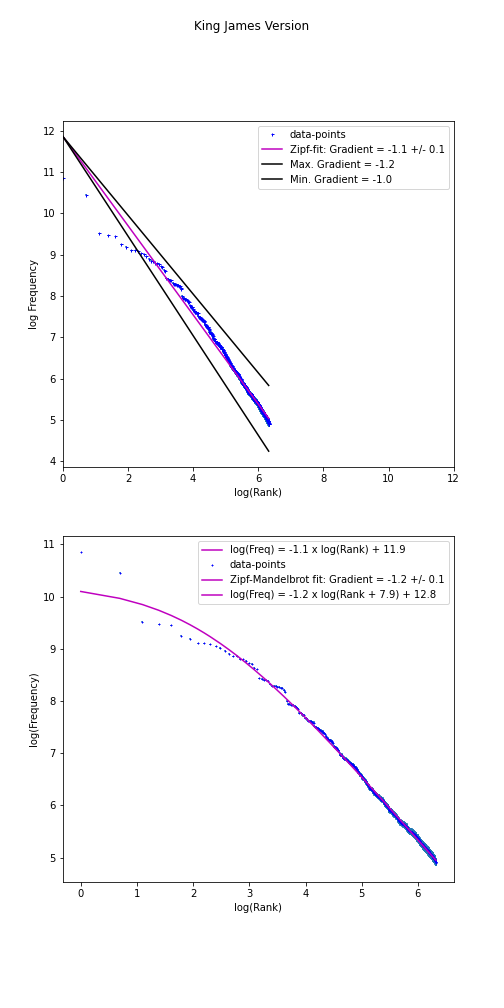 King James Version
12
11
10
9
8
7
6
5
4
log Frequency
data-points
Zipf-fit: Gradient = -1.1 +/- 0.1
Max. Gradient = -1.2
Min. Gradient = -1.0
0 2 4 6 8 10 12
log(Rank)
11
10
9
8
7
6
5
log(Frequency)
log(Freq) = -1.1 x log(Rank) + 11.9
data-points
Zipf-Mandelbrot fit: Gradient = -1.2 +/- 0.1
log(Freq) = -1.2 x log(Rank + 7.9) + 12.8
0 1 2 3 4 5 6
log(Rank)